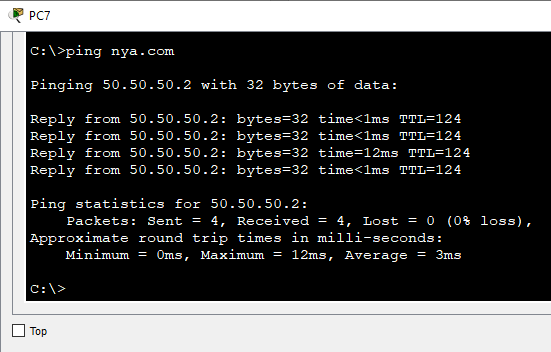 PC7
C:\>ping nya.com
Pinging 50.50.50.2 with 32 bytes of data:
Reply from 50.50.50.2: bytes=32 time<1ms TTL=124
Reply from 50.50.50.2: bytes=32 time<1ms TTL=124
Reply from 50.50.50.2: bytes=32 time=12ms TTL=124
Reply from 50.50.50.2: bytes=32 time<1ms TTL=124
Ping statistics for 50.50.50.2:
    Packets: Sent = 4, Received = 4, Lost = 0 (0% loss),
Approximate round trip times in milli-seconds:
    Minimum = 0ms, Maximum = 12ms, Average = 3ms
C:\>
Top